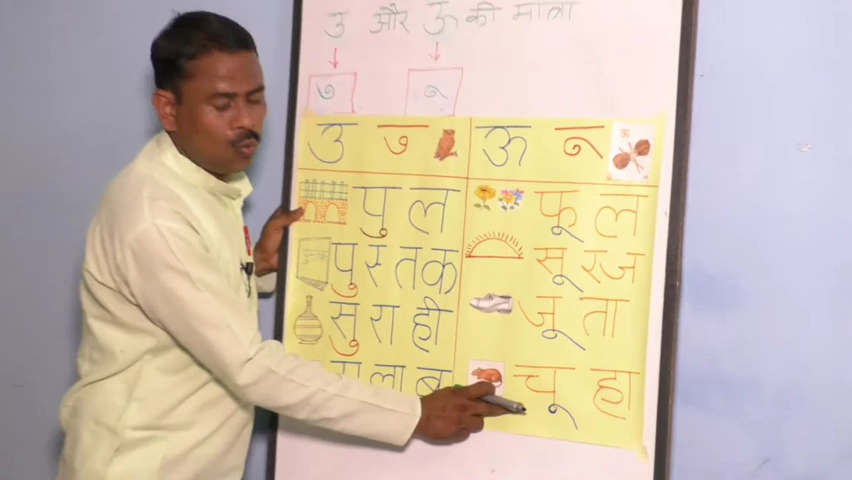 उ और ऊ की मात्रा
ु ू
उ ु ऊ ू
पुल फूल
पुस्तक सूरज
सुराही जूता
गुलाब चूहा